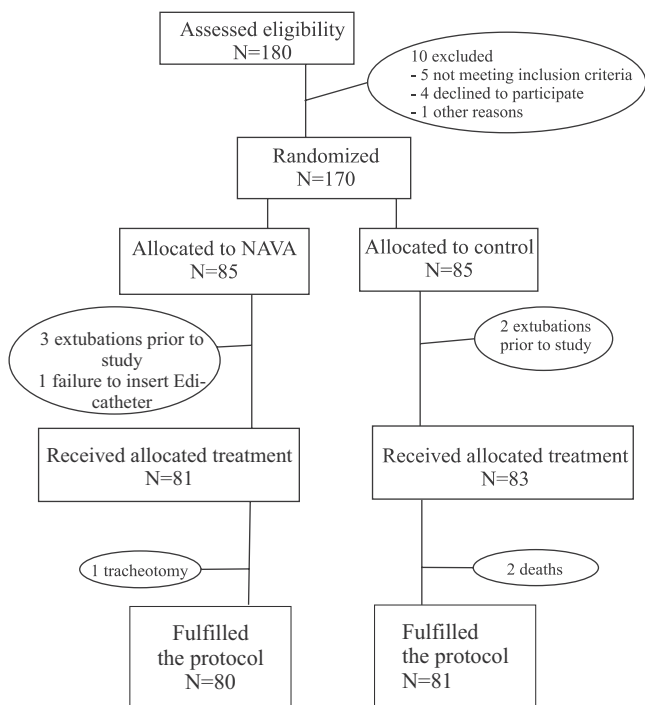 Assessed eligibility
N=180
10 excluded
- 5 not meeting inclusion criteria
- 4 declined to participate
- 1 other reasons
Randomized
N=170
Allocated to NAVA
N=85
Allocated to control
N=85
3 extubations prior to
study
1 failure to insert Edi-
catheter
2 extubations
prior to study
Received allocated treatment
N=81
Received allocated treatment
N=83
1 tracheotomy
2 deaths
Fulfilled
the protocol
N=80
Fulfilled
the protocol
N=81